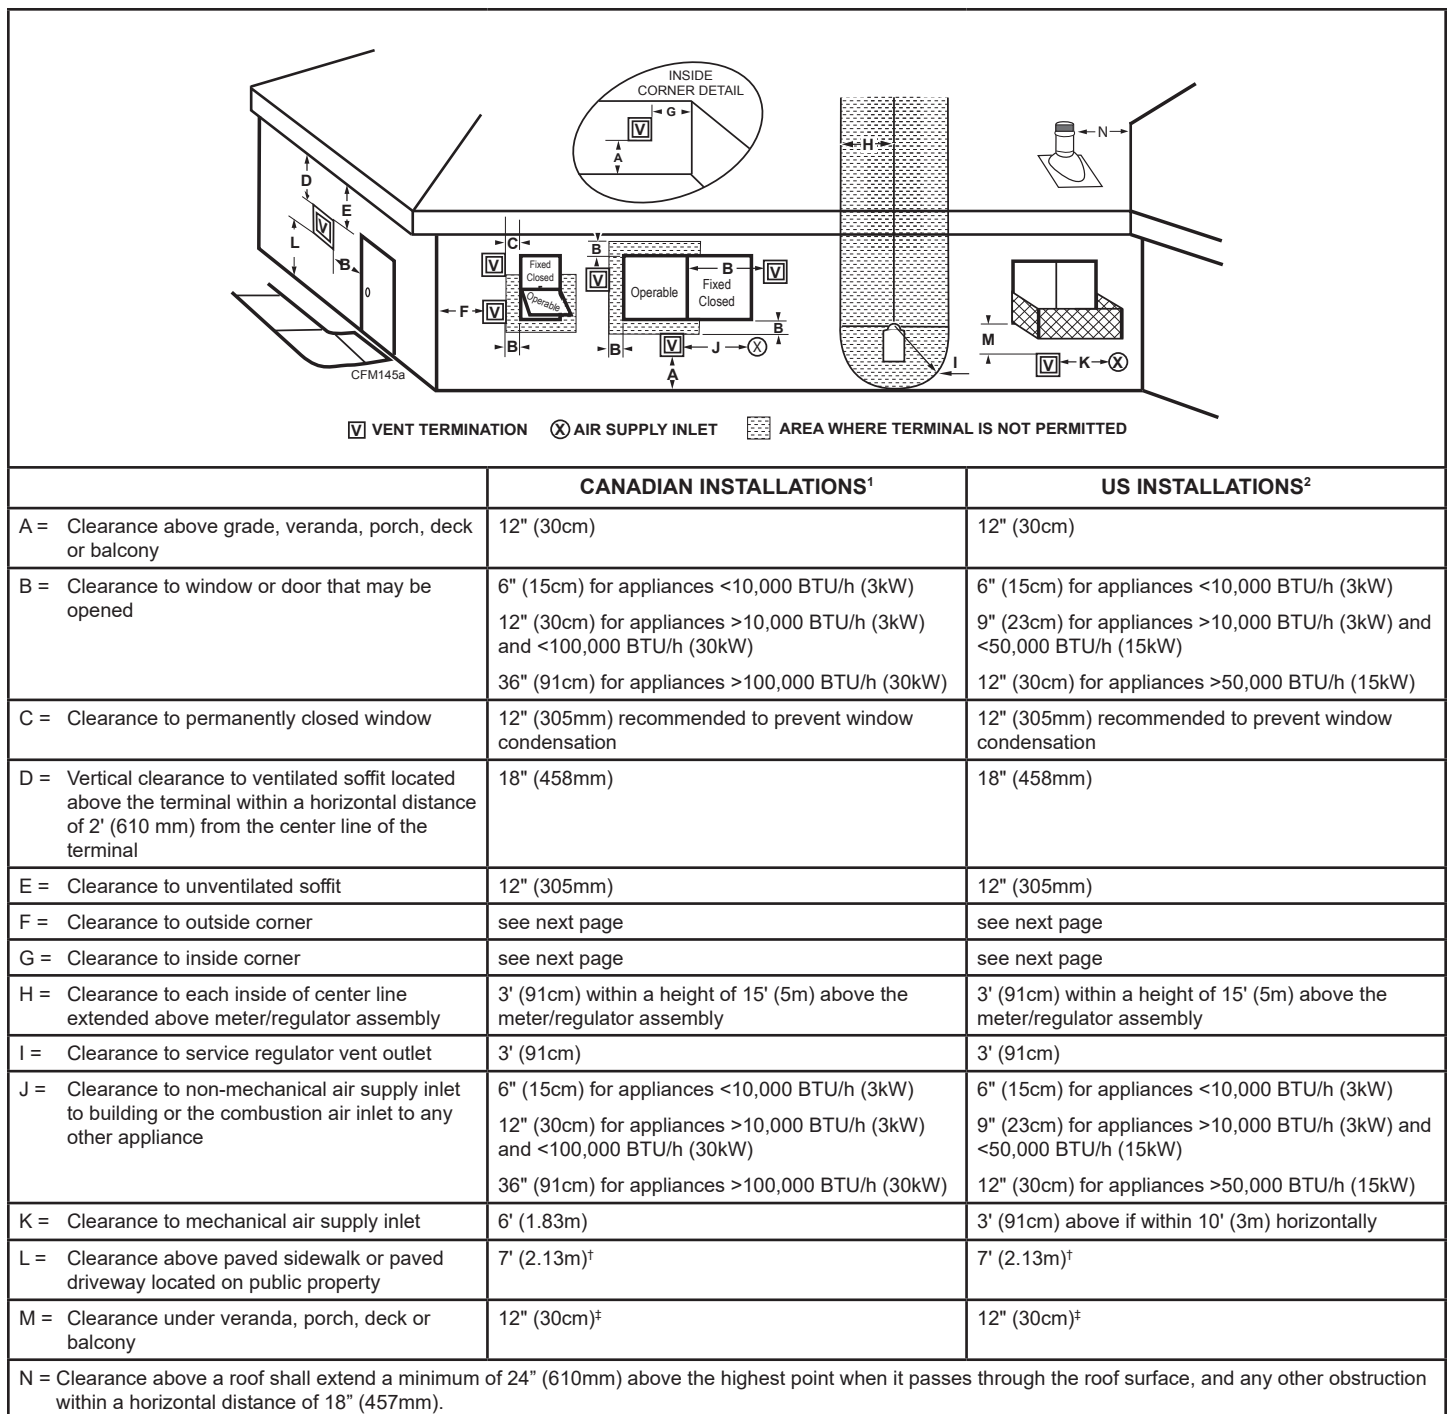 INSIDE
CORNER DETAIL
G
V
A
H
N
D
E
V
L
B
C
V
Fixed
Closed
Operable
F
V
B
B
V
Operable
B
Fixed
Closed
V
B
B
V
J
X
A
I
M
V
K
X
CFM145a
V VENT TERMINATION X AIR SUPPLY INLET AREA WHERE TERMINAL IS NOT PERMITTED
CANADIAN INSTALLATIONS¹ US INSTALLATIONS²
A = Clearance above grade, veranda, porch, deck
or balcony
12" (30cm)
12" (30cm)
B = Clearance to window or door that may be
opened
6" (15cm) for appliances <10,000 BTU/h (3kW)
12" (30cm) for appliances >10,000 BTU/h (3kW)
and <100,000 BTU/h (30kW)
36" (91cm) for appliances >100,000 BTU/h (30kW)
6" (15cm) for appliances <10,000 BTU/h (3kW)
9" (23cm) for appliances >10,000 BTU/h (3kW) and
<50,000 BTU/h (15kW)
12" (30cm) for appliances >50,000 BTU/h (15kW)
C = Clearance to permanently closed window
12" (305mm) recommended to prevent window
condensation
12" (305mm) recommended to prevent window
condensation
D = Vertical clearance to ventilated soffit located
above the terminal within a horizontal distance
of 2' (610 mm) from the center line of the
terminal
18" (458mm)
18" (458mm)
E = Clearance to unventilated soffit
12" (305mm)
12" (305mm)
F = Clearance to outside corner
see next page
see next page
G = Clearance to inside corner
see next page
see next page
H = Clearance to each inside of center line
extended above meter/regulator assembly
3' (91cm) within a height of 15' (5m) above the
meter/regulator assembly
3' (91cm) within a height of 15' (5m) above the
meter/regulator assembly
I = Clearance to service regulator vent outlet
3' (91cm)
3' (91cm)
J = Clearance to non-mechanical air supply inlet
to building or the combustion air inlet to any
other appliance
6" (15cm) for appliances <10,000 BTU/h (3kW)
12" (30cm) for appliances >10,000 BTU/h (3kW)
and <100,000 BTU/h (30kW)
36" (91cm) for appliances >100,000 BTU/h (30kW)
6" (15cm) for appliances <10,000 BTU/h (3kW)
9" (23cm) for appliances >10,000 BTU/h (3kW) and
<50,000 BTU/h (15kW)
12" (30cm) for appliances >50,000 BTU/h (15kW)
K = Clearance to mechanical air supply inlet
6' (1.83m)
3' (91cm) above if within 10' (3m) horizontally
L = Clearance above paved sidewalk or paved
driveway located on public property
7' (2.13m)†
7' (2.13m)†
M = Clearance under veranda, porch, deck or
balcony
12" (30cm)‡
12" (30cm)‡
N = Clearance above a roof shall extend a minimum of 24” (610mm) above the highest point when it passes through the roof surface, and any other obstruction
within a horizontal distance of 18” (457mm).